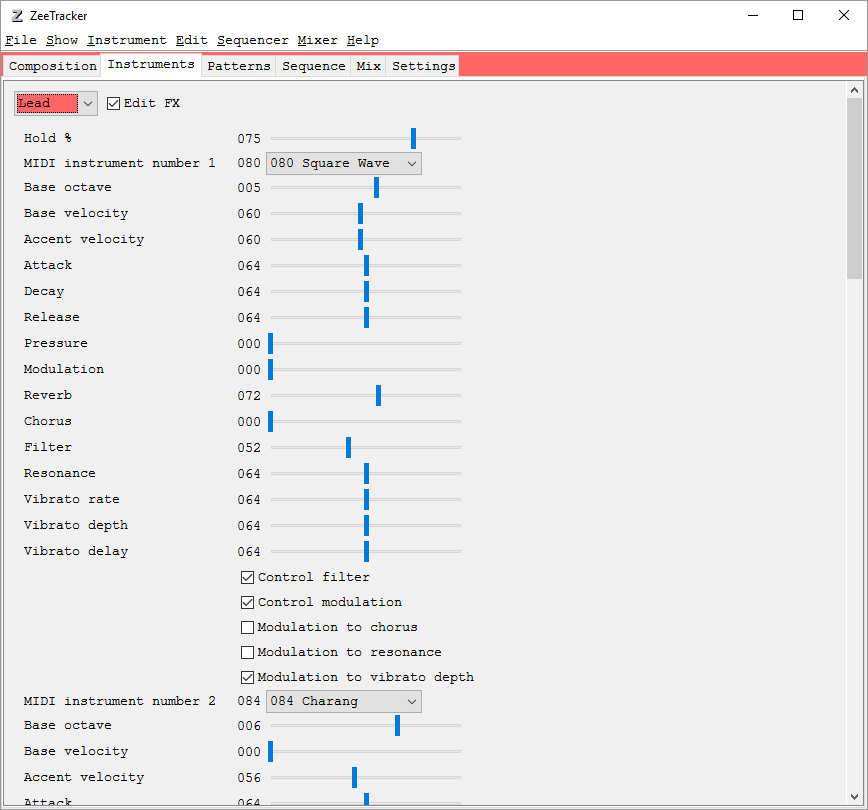 ZeeTracker
File Show Instrument Edit Sequencer Mixer Help
Composition Instruments Patterns Sequence Mix Settings
Lead Edit FX
Hold % 075
MIDI instrument number 1 080 080 Square Wave
Base octave 005
Base velocity 060
Accent velocity 060
Attack 064
Decay 064
Release 064
Pressure 000
Modulation 000
Reverb 072
Chorus 000
Filter 052
Resonance 064
Vibrato rate 064
Vibrato depth 064
Vibrato delay 064
Control filter
Control modulation
Modulation to chorus
Modulation to resonance
Modulation to vibrato depth
MIDI instrument number 2 084 084 Charang
Base octave 006
Base velocity 000
Accent velocity 056
Attack 064